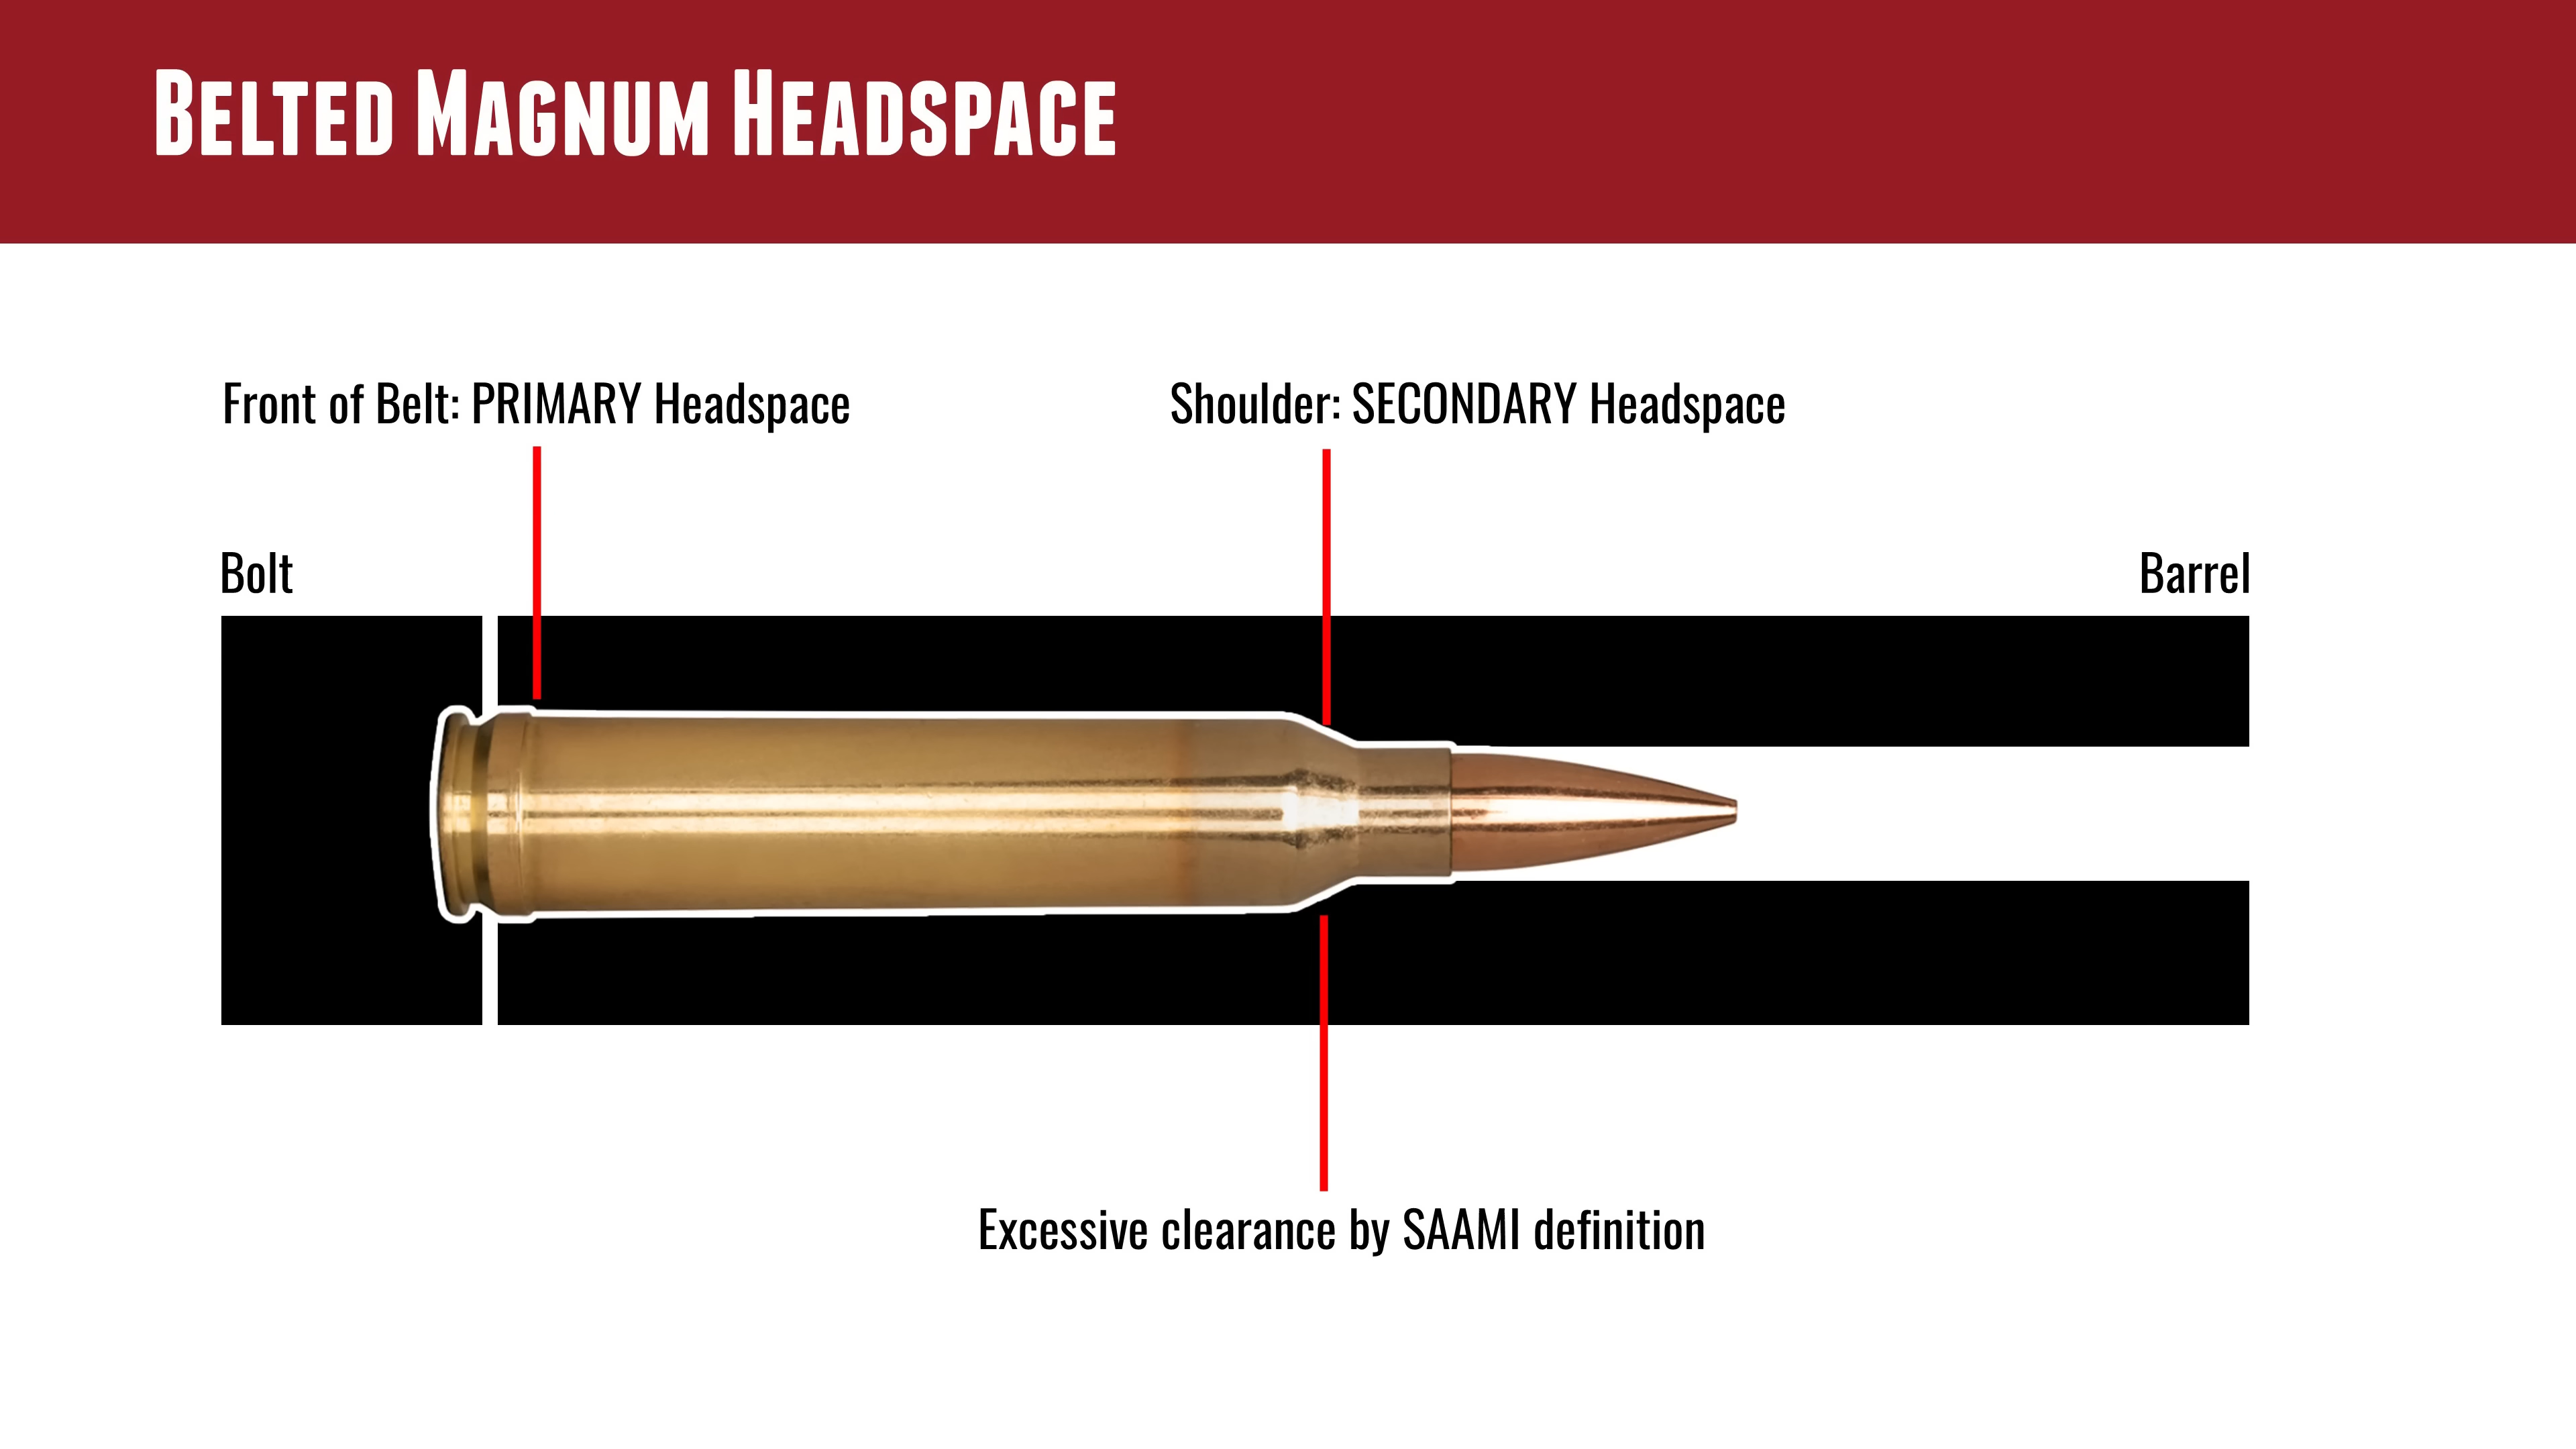 Belted Magnum Headspace
Front of Belt: PRIMARY Headspace
Shoulder: SECONDARY Headspace
Bolt
Barrel
Excessive clearance by SAAMI definition